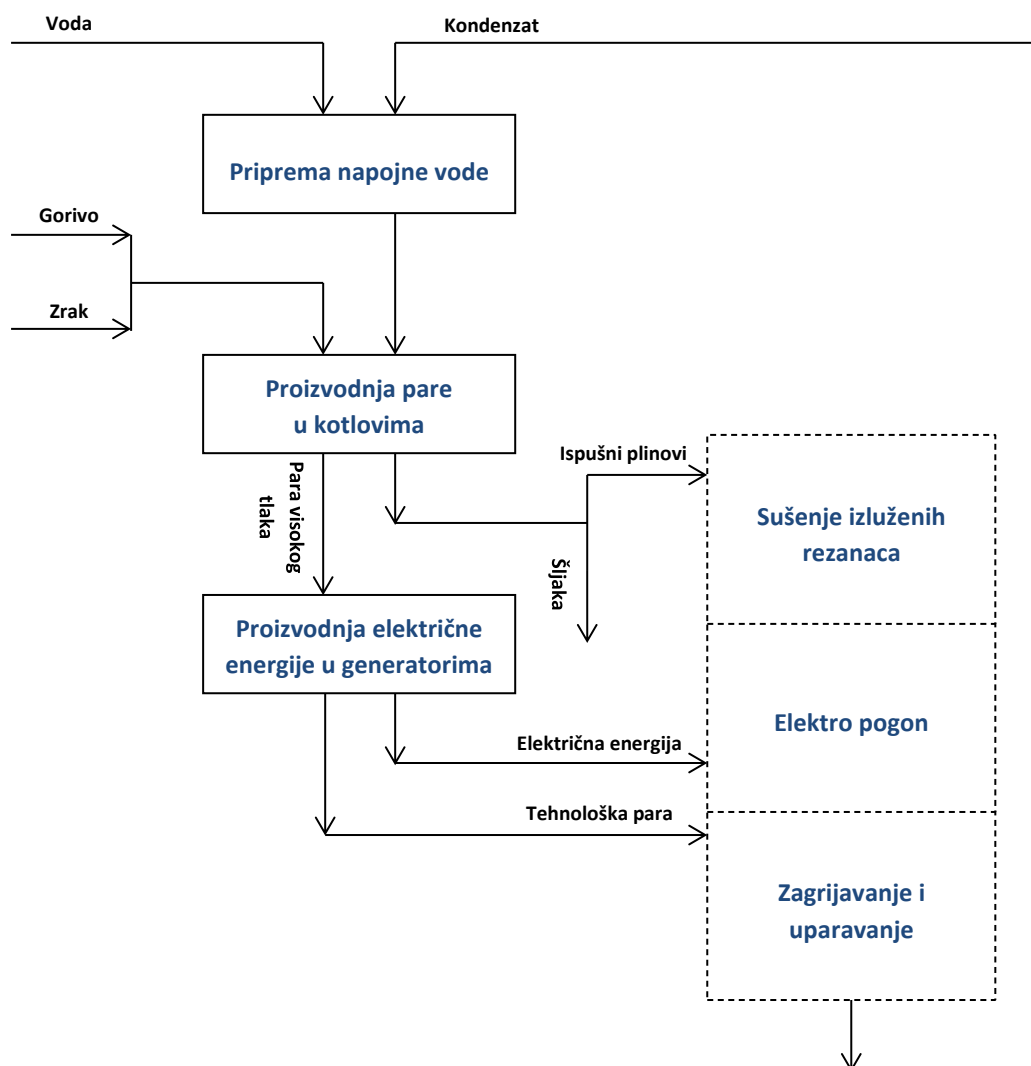 Voda
Kondenzat
Priprema napojne vode
Gorivo
Zrak
Proizvodnja pare
u kotlovima
Ispušni plinovi
Para visokog
tlaka
Sušenje izluženih
rezanaca
Šljaka
Proizvodnja električne
energije u generatorima
Elektro pogon
Električna energija
Tehnološka para
Zagrijavanje i
uparavanje